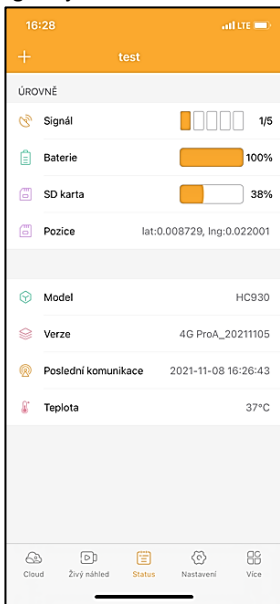 16:28 LTE
+ test
ÚROVNĚ
Signál 1/5
Baterie 100%
SD karta 38%
Pozice lat:0.008729, lng:0.022001
Model HC930
Verze 4G ProA_20211105
Poslední komunikace 2021-11-08 16:26:43
Teplota 37°C
Cloud Živý náhled Status Nastavení Více